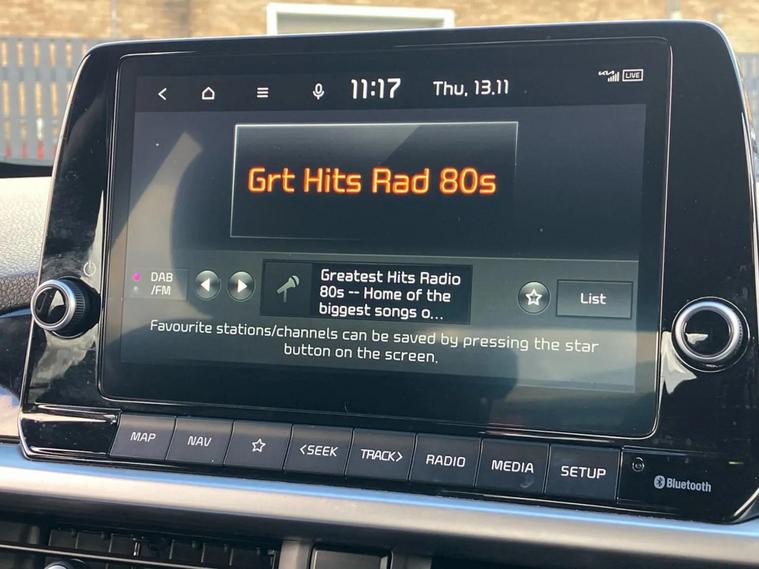 11:17 Thu, 13.11 LIVE
Grt Hits Rad 80s
DAB
/FM
Greatest Hits Radio
80s -- Home of the
biggest songs o...
List
Favourite stations/channels can be saved by pressing the star
button on the screen.
MAP NAV <SEEK TRACK> RADIO MEDIA SETUP
Bluetooth